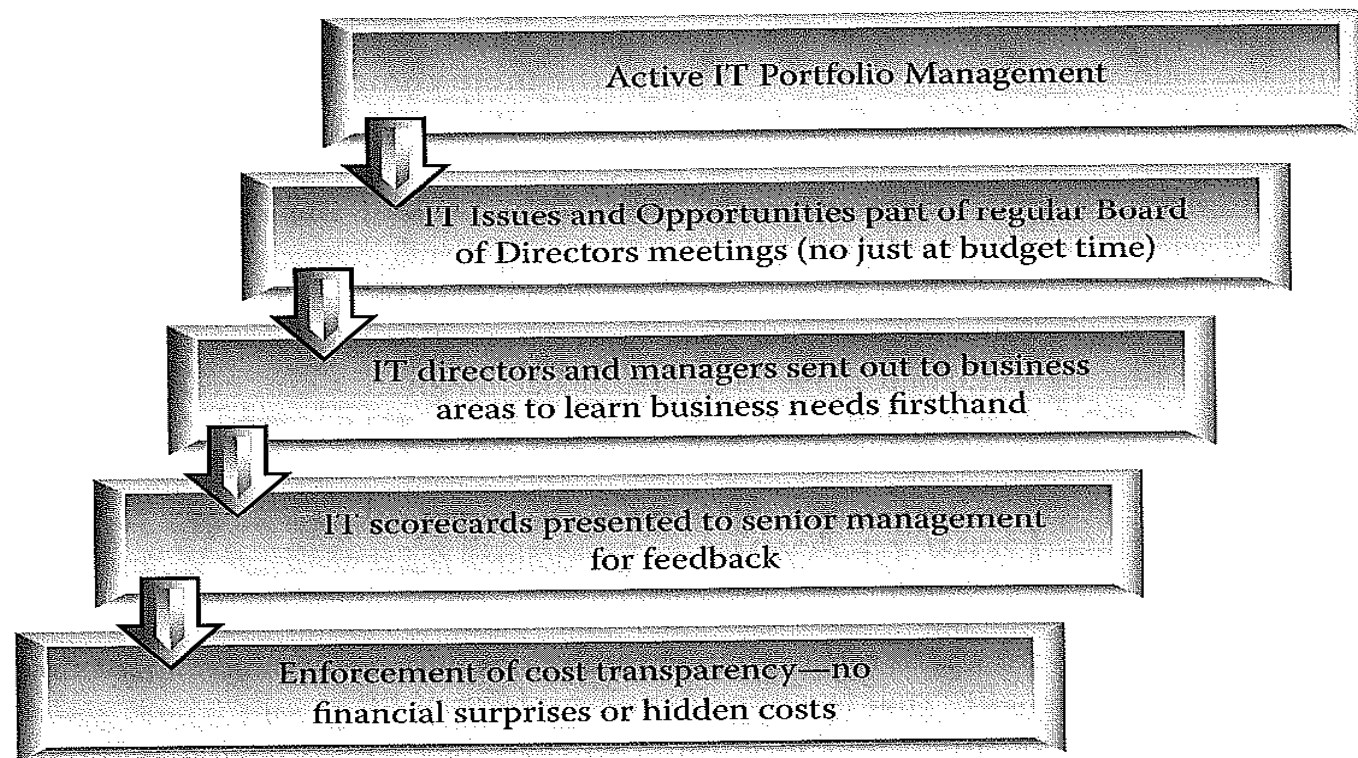 Active IT Portfolio Management
IT Issues and Opportunities part of regular Board
of Directors meetings (no just at budget time)
IT directors and managers sent out to business
areas to learn business needs firsthand
IT scorecards presented to senior management
for feedback
Enforcement of cost transparency—no
financial surprises or hidden costs